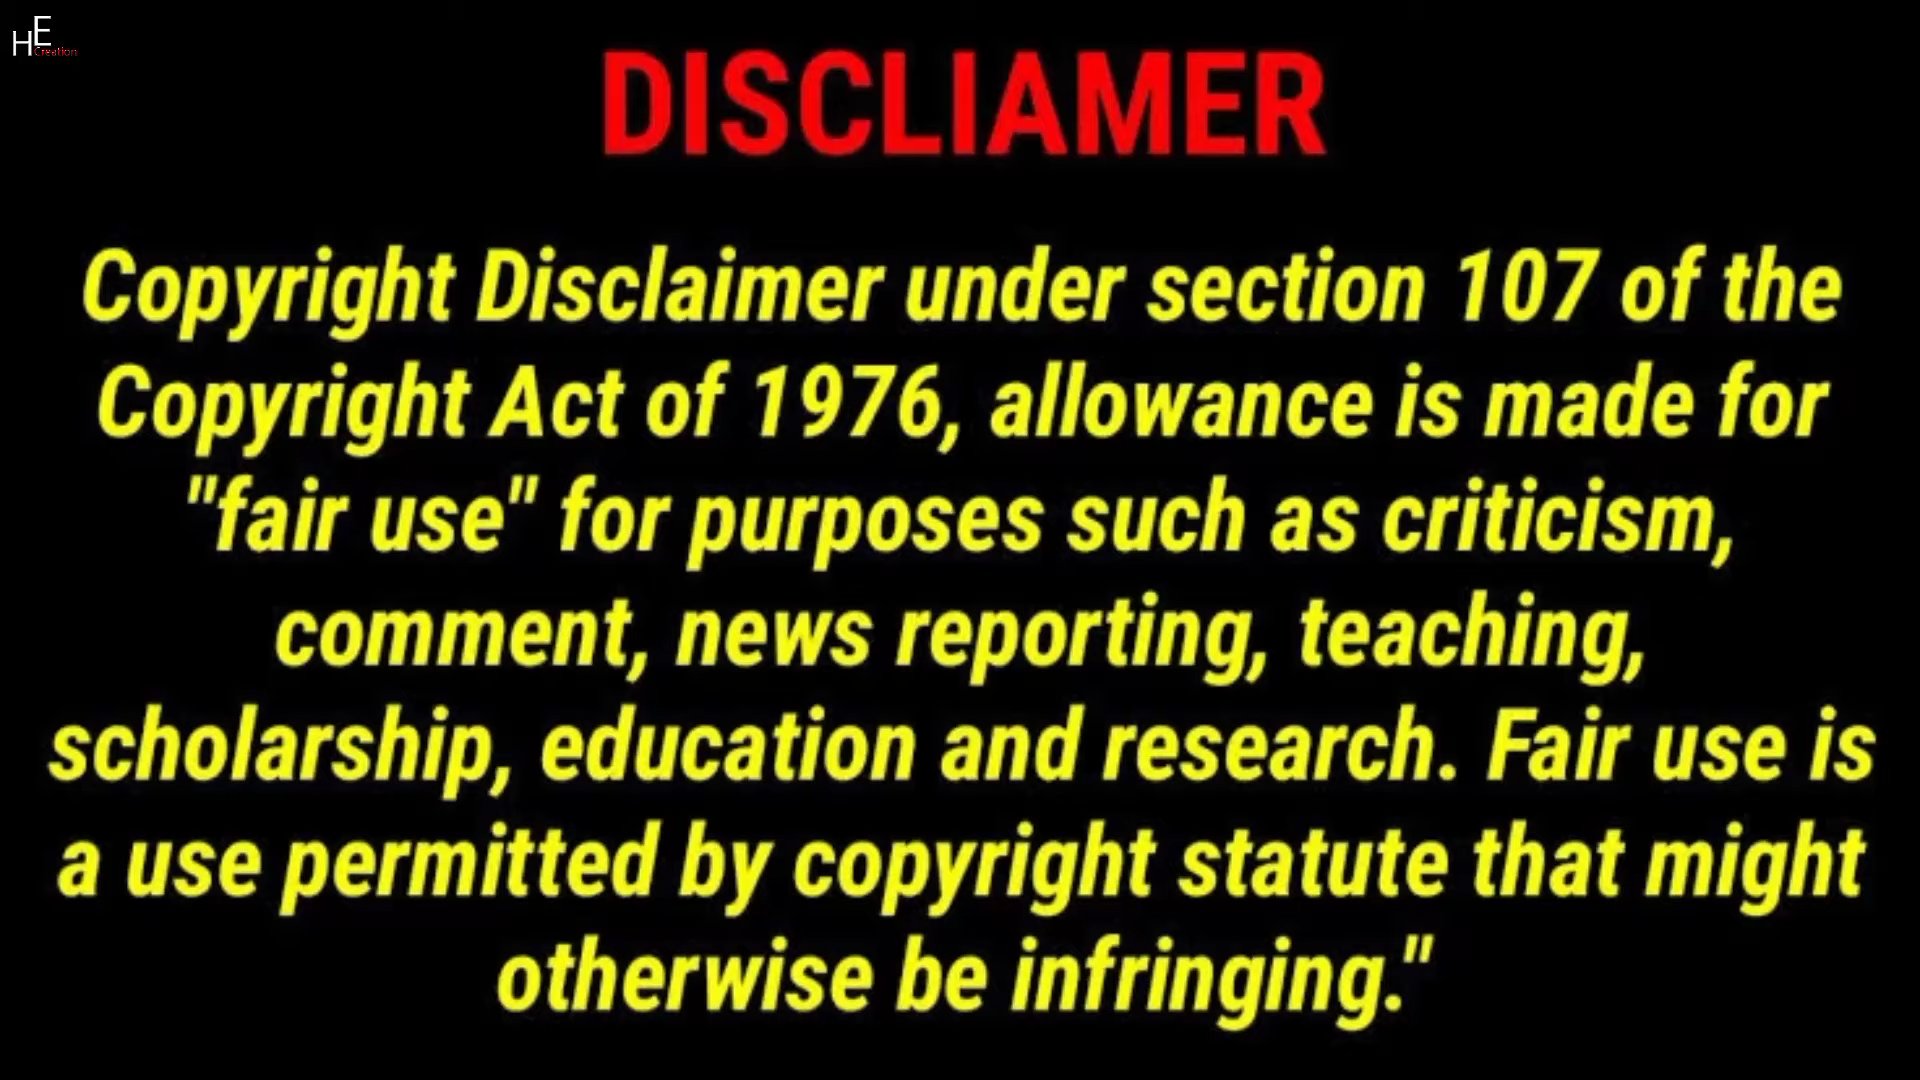 HE
Creation
DISCLIAMER
Copyright Disclaimer under section 107 of the
Copyright Act of 1976, allowance is made for
"fair use" for purposes such as criticism,
comment, news reporting, teaching,
scholarship, education and research. Fair use is
a use permitted by copyright statute that might
otherwise be infringing."